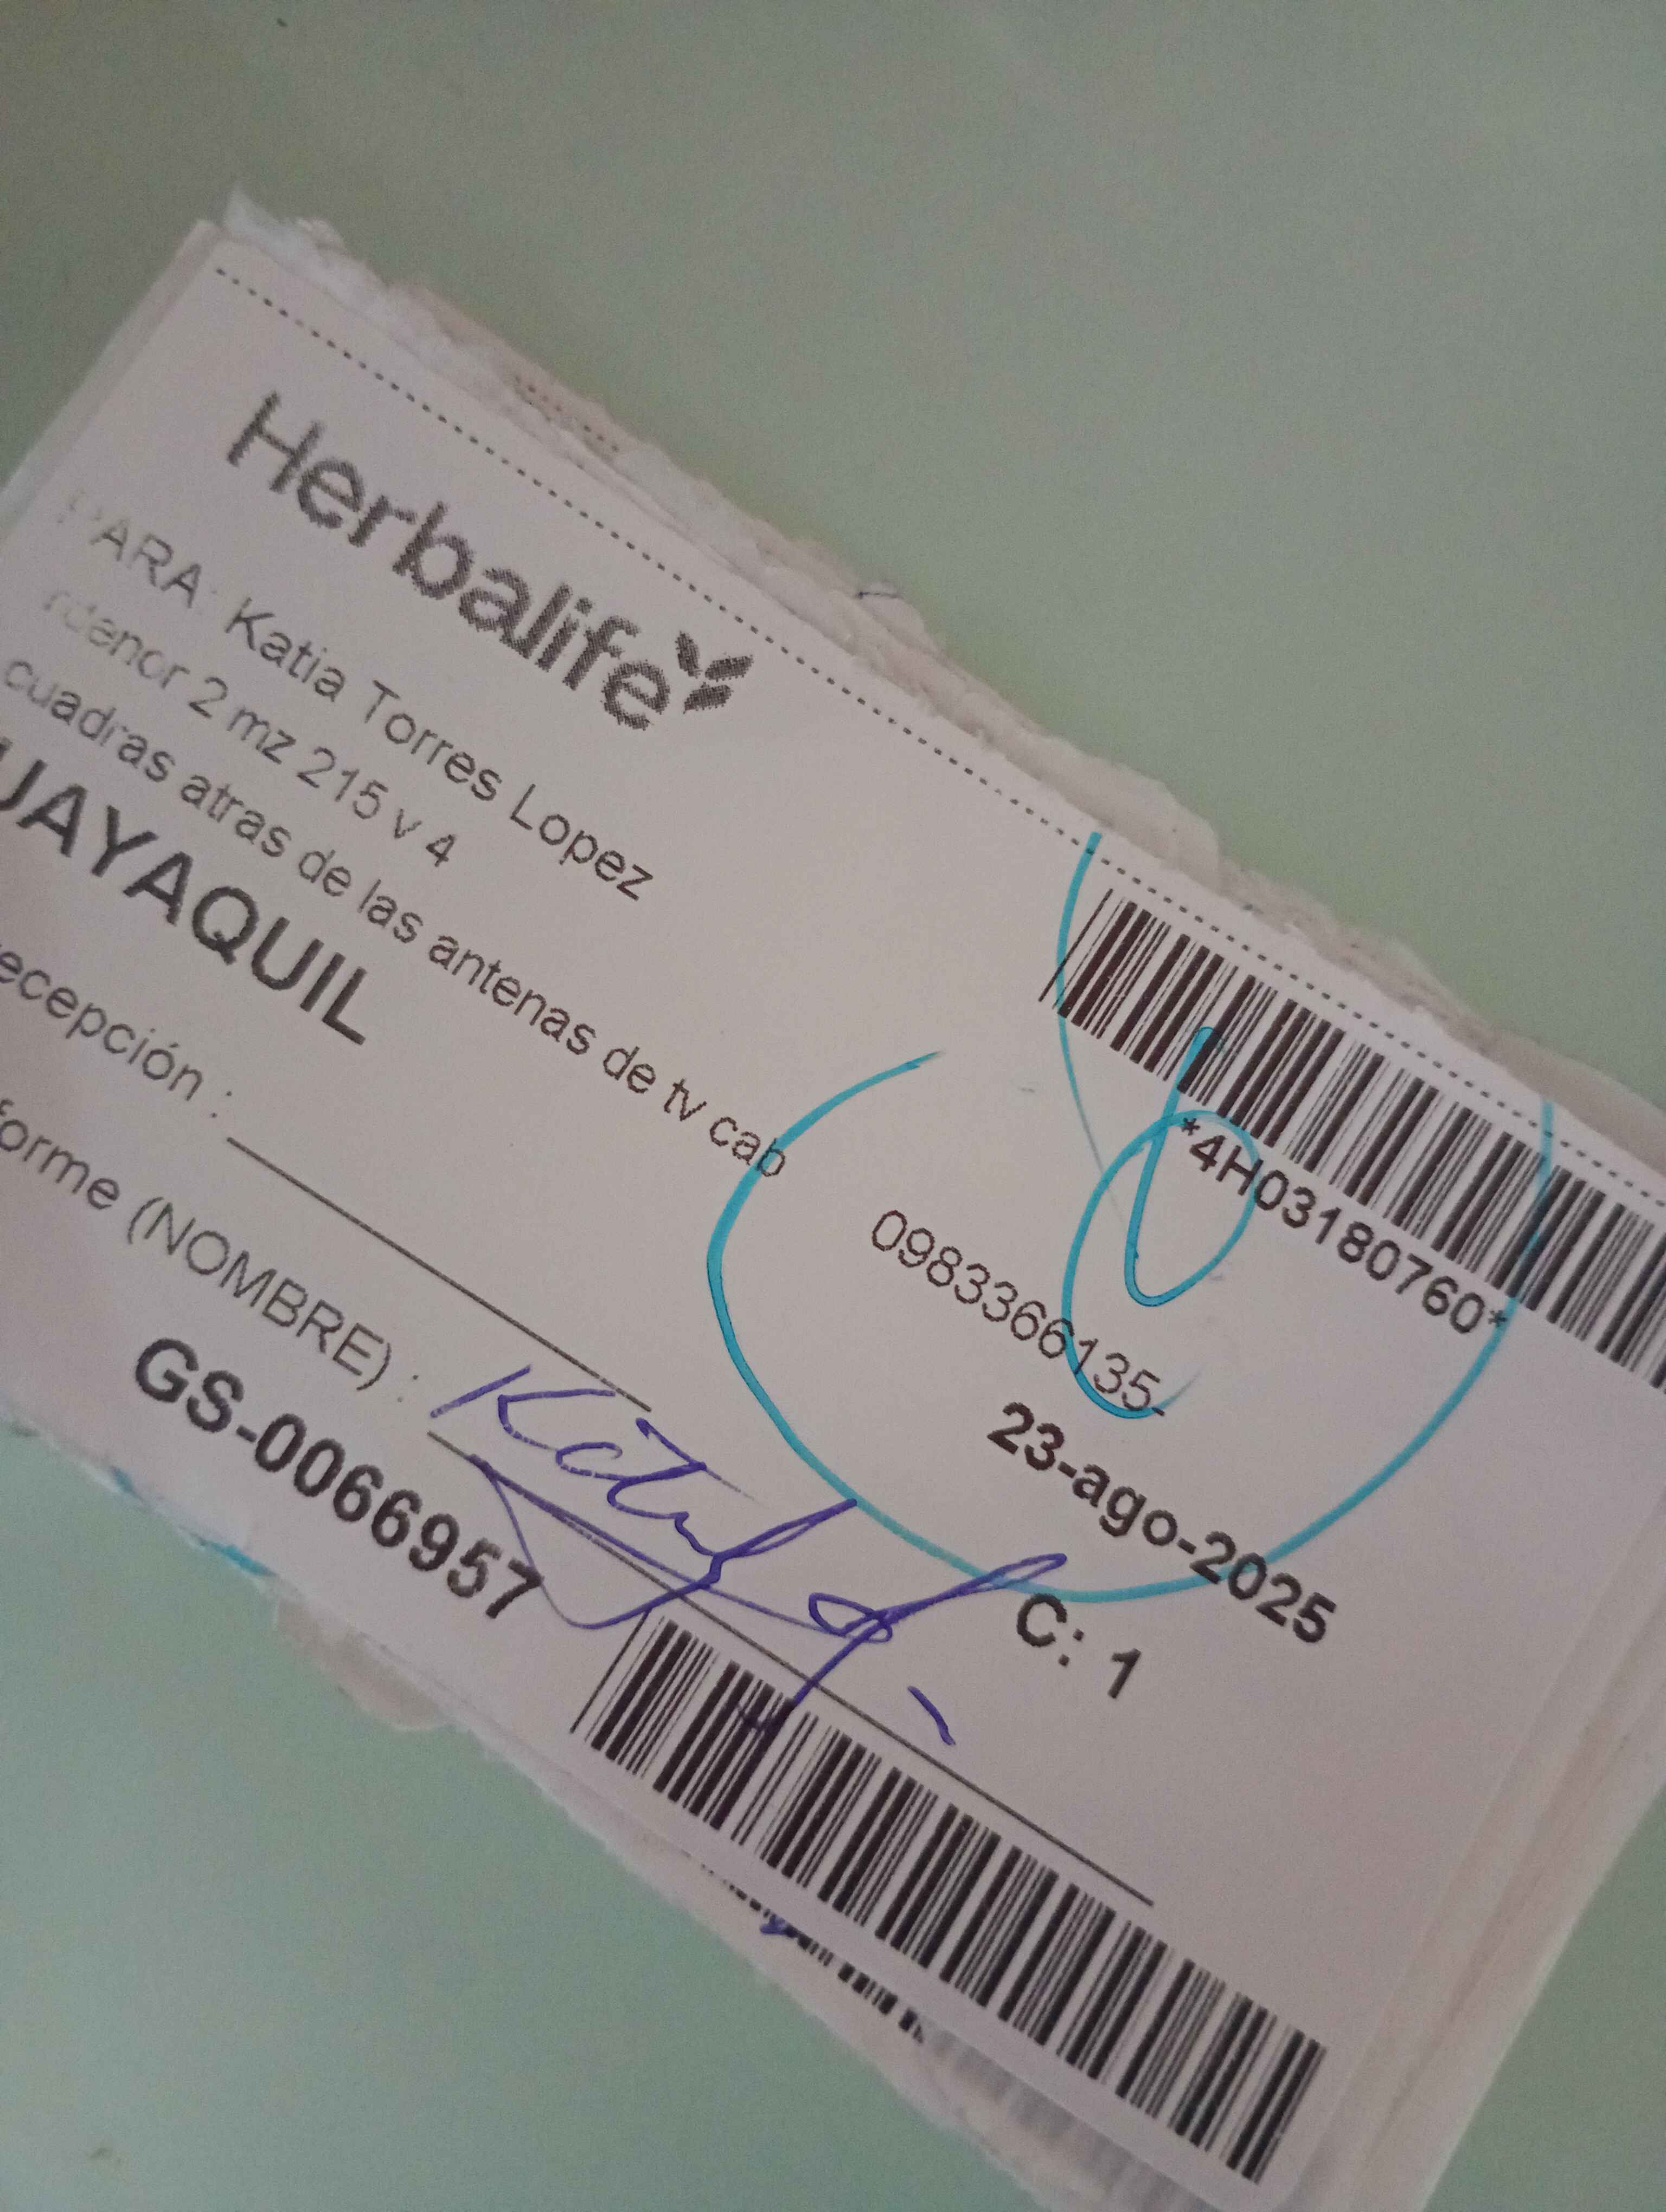 Herbalife
*4H03180760*
PARA: Katia Torres Lopez
rdenor 2 mz 215 v 4
cuadras atras de las antenas de tv cab
0983366135-
UAYAQUIL
23-ago-2025
ecepción :
C: 1
forme (NOMBRE) :
GS-0066957